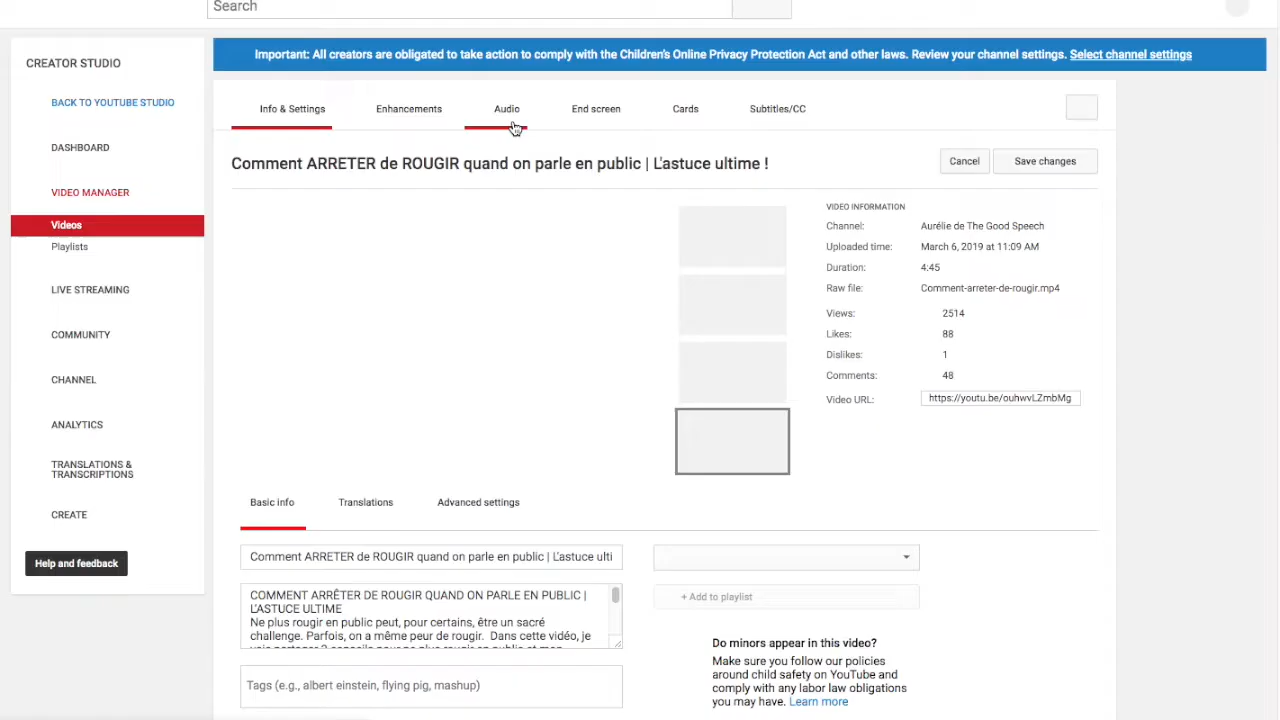 Search
CREATOR STUDIO
BACK TO YOUTUBE STUDIO
DASHBOARD
VIDEO MANAGER
Videos
Playlists
LIVE STREAMING
COMMUNITY
CHANNEL
ANALYTICS
TRANSLATIONS &
TRANSCRIPTIONS
CREATE
Help and feedback
Important: All creators are obligated to take action to comply with the Children's Online Privacy Protection Act and other laws. Review your channel settings. Select channel settings
Info & Settings
Enhancements
Audio
End screen
Cards
Subtitles/CC
Comment ARRETER de ROUGIR quand on parle en public | L'astuce ultime !
Cancel
Save changes
VIDEO INFORMATION
Channel: Aurélie de The Good Speech
Uploaded time: March 6, 2019 at 11:09 AM
Duration: 4:45
Raw file: Comment-arreter-de-rougir.mp4
Views: 2514
Likes: 88
Dislikes: 1
Comments: 48
Video URL: https://youtu.be/ouhwvLZmbMg
Basic info
Translations
Advanced settings
Comment ARRETER de ROUGIR quand on parle en public | L'astuce ulti
COMMENT ARRÊTER DE ROUGIR QUAND ON PARLE EN PUBLIC |
L'ASTUCE ULTIME
Ne plus rougir en public peut, pour certains, être un sacré
challenge. Parfois, on a même peur de rougir. Dans cette vidéo, je
Tags (e.g., albert einstein, flying pig, mashup)
+ Add to playlist
Do minors appear in this video?
Make sure you follow our policies
around child safety on YouTube and
comply with any labor law obligations
you may have. Learn more